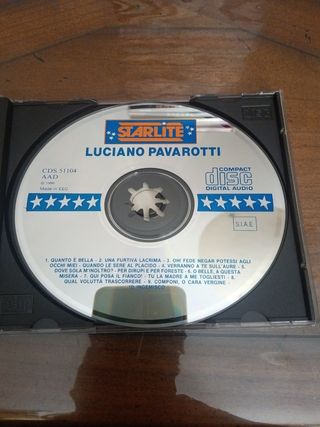 STARLITE
LUCIANO PAVAROTTI
CDS 51104
AAD
Made in EEC
COMPACT
disc
DIGITAL AUDIO
S.I.A.E.
1. QUANTO È BELLA - 2. UNA FURTIVA LACRIMA - 3. OH! FEDE NEGAR POTESSI AGLI
OCCHI MIEI - QUANDO LE SERE AL PLACIDO - 4. VERRANNO A TE SULL'AURE - 5.
DOVE SOLA M'INOLTRO? - PER DIRUPI E PER FORESTE - 6. O BELLE, A QUESTA
MISERA - 7. QUI POSA IL FIANCO! - TU LA MADRE A ME TOGLIESTI - 8.
QUAL VOLUTTÀ TRASCORRERE - 9. COMPONI, O CARA VERGINE -
10. INGEMISCO